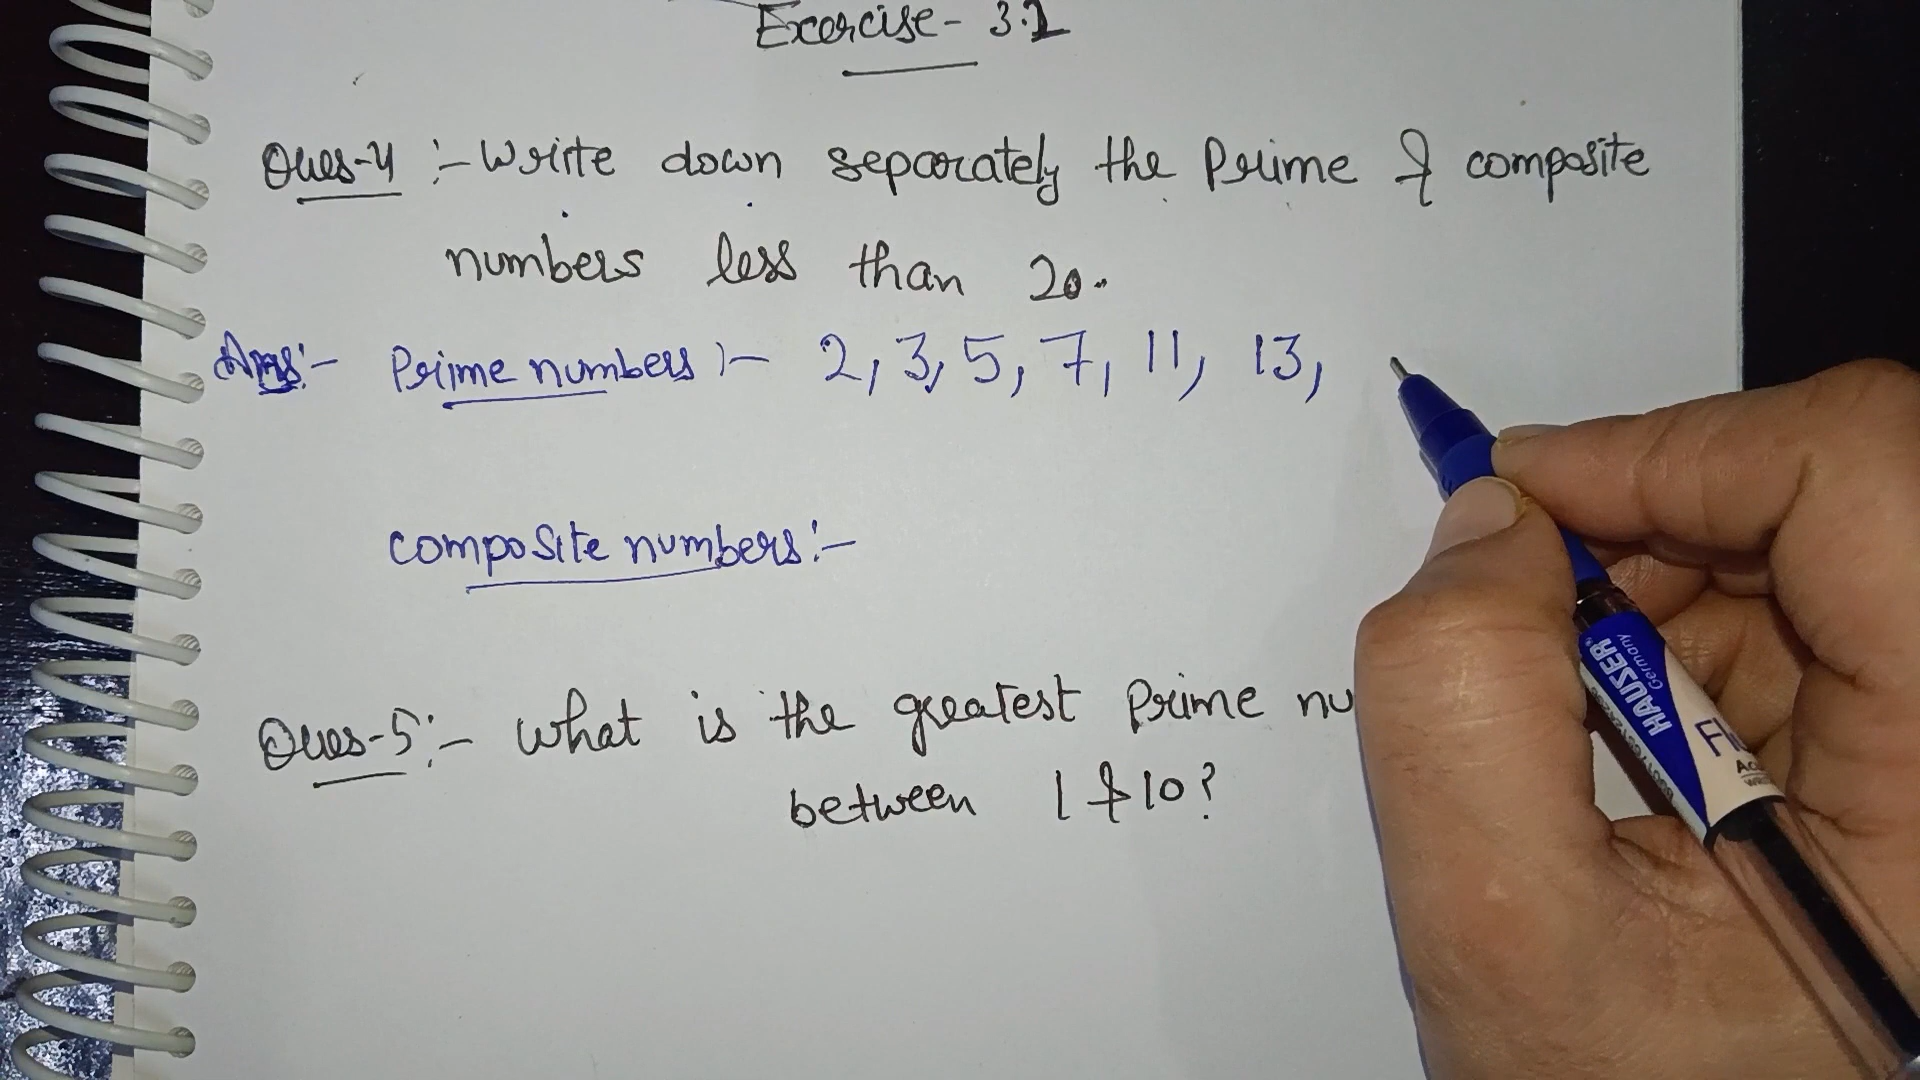 Exercise- 3.2
Ques-4 :- Write down separately the Prime & composite
numbers less than 20.
Ans:- Prime numbers :- 2, 3, 5, 7, 11, 13,
composite numbers:-
Ques-5:- What is the greatest Prime nu
between 1 & 10?
HAUSER
Germany